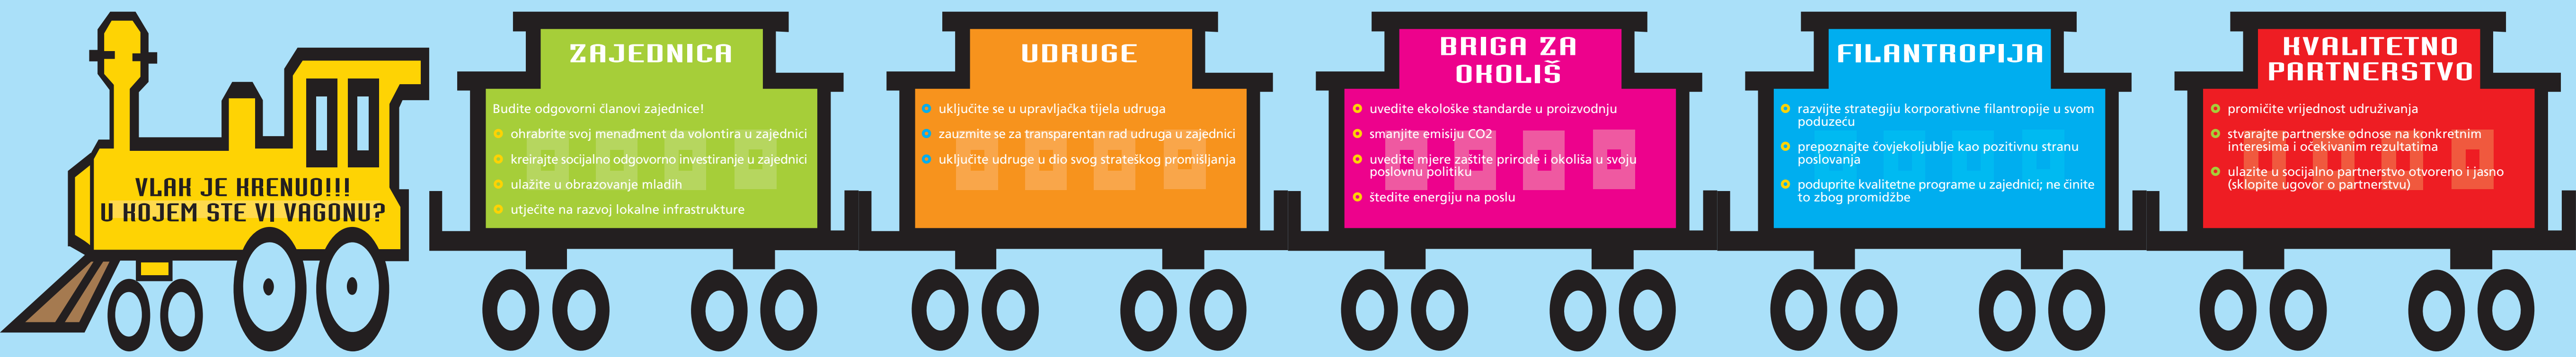 VLAK JE KRENUO!!!
U KOJEM STE VI VAGONU?
ZAJEDNICA
Budite odgovorni članovi zajednice!
ohrabrite svoj menađment da volontira u zajednici
kreirajte socijalno odgovorno investiranje u zajednici
ulažite u obrazovanje mladih
utječite na razvoj lokalne infrastrukture
UDRUGE
uključite se u upravljačka tijela udruga
zauzmite se za transparentan rad udruga u zajednici
uključite udruge u dio svog strateškog promišljanja
BRIGA ZA
OKOLIŠ
uvedite ekološke standarde u proizvodnju
smanjite emisiju CO2
uvedite mjere zaštite prirode i okoliša u svoju
poslovnu politiku
štedite energiju na poslu
FILANTROPIJA
razvijte strategiju korporativne filantropije u svom
poduzeću
prepoznajte čovjekoljublje kao pozitivnu stranu
poslovanja
poduprite kvalitetne programe u zajednici; ne činite
to zbog promidžbe
KVALITETNO
PARTNERSTVO
promičite vrijednost udruživanja
stvarajte partnerske odnose na konkretnim
interesima i očekivanim rezultatima
ulazite u socijalno partnerstvo otvoreno i jasno
(sklopite ugovor o partnerstvu)